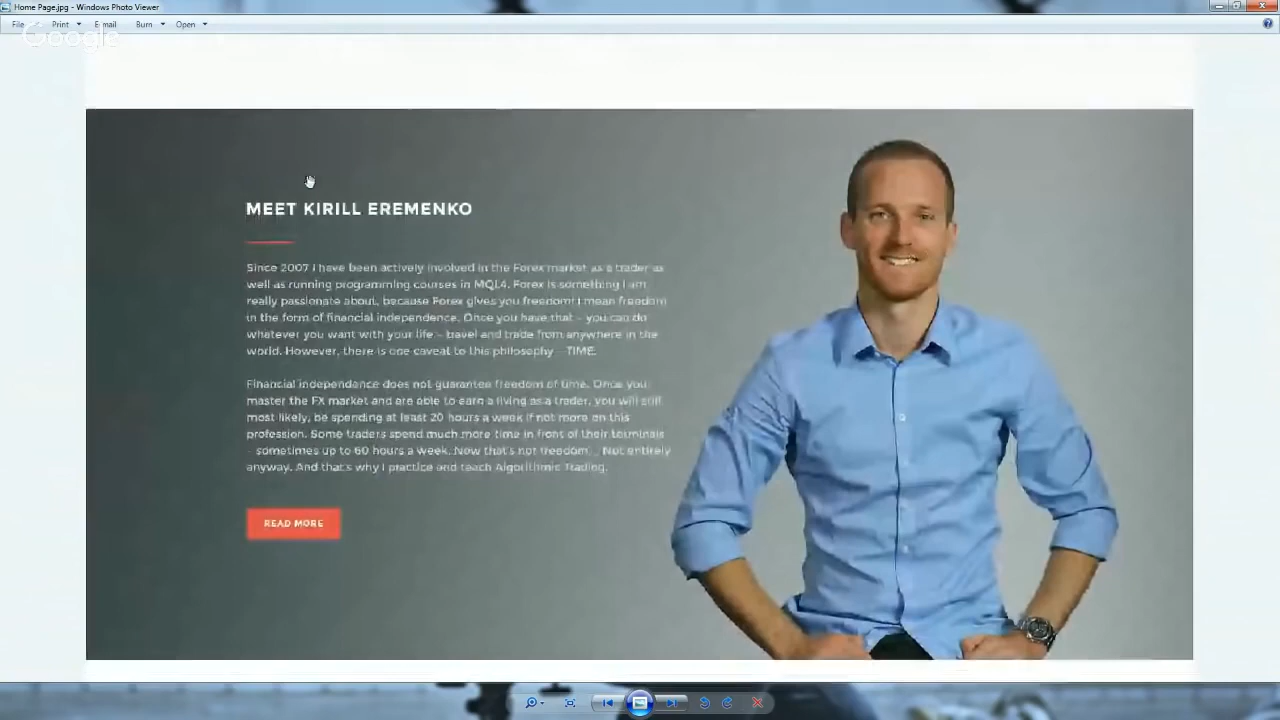 Home Page.jpg - Windows Photo Viewer
File Print E-mail Burn Open
Google
MEET KIRILL EREMENKO
Since 2007 I have been actively involved in the Forex market as a trader as
well as running programming courses in MQL4. Forex is something I am
really passionate about, because Forex gives you freedom! I mean freedom
in the form of financial independence. Once you have that – you can do
whatever you want with your life – travel and trade from anywhere in the
world. However, there is one caveat to this philosophy – TIME.
Financial independence does not guarantee freedom of time. Once you
master the FX market and are able to earn a living as a trader, you will still
most likely, be spending at least 20 hours a week if not more on this
profession. Some traders spend much more time in front of their terminals
– sometimes up to 60 hours a week. Now that's not freedom... Not entirely
anyway. And that's why I practice and teach Algorithmic Trading.
READ MORE